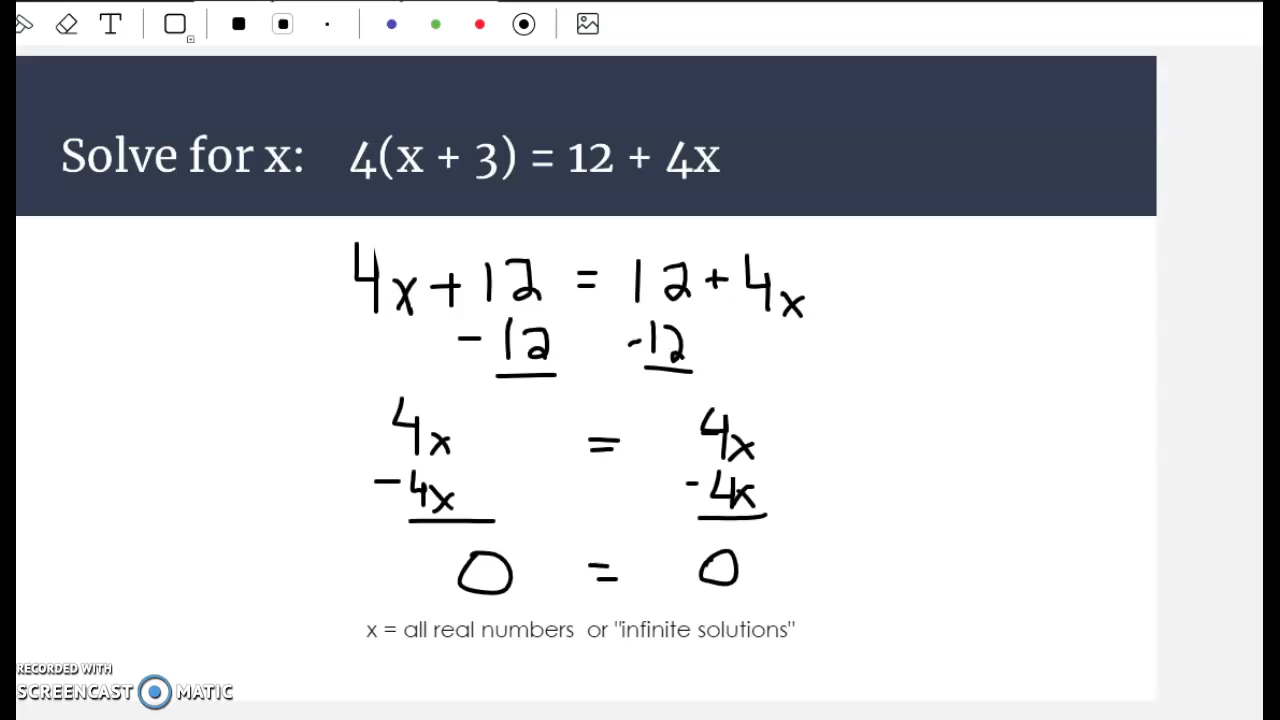 T
Solve for x: 4(x + 3) = 12 + 4x
4x + 12 = 12 + 4x
- 12 - 12
4x = 4x
- 4x - 4x
0 = 0
x = all real numbers or "infinite solutions"
RECORDED WITH
SCREENCAST MATIC